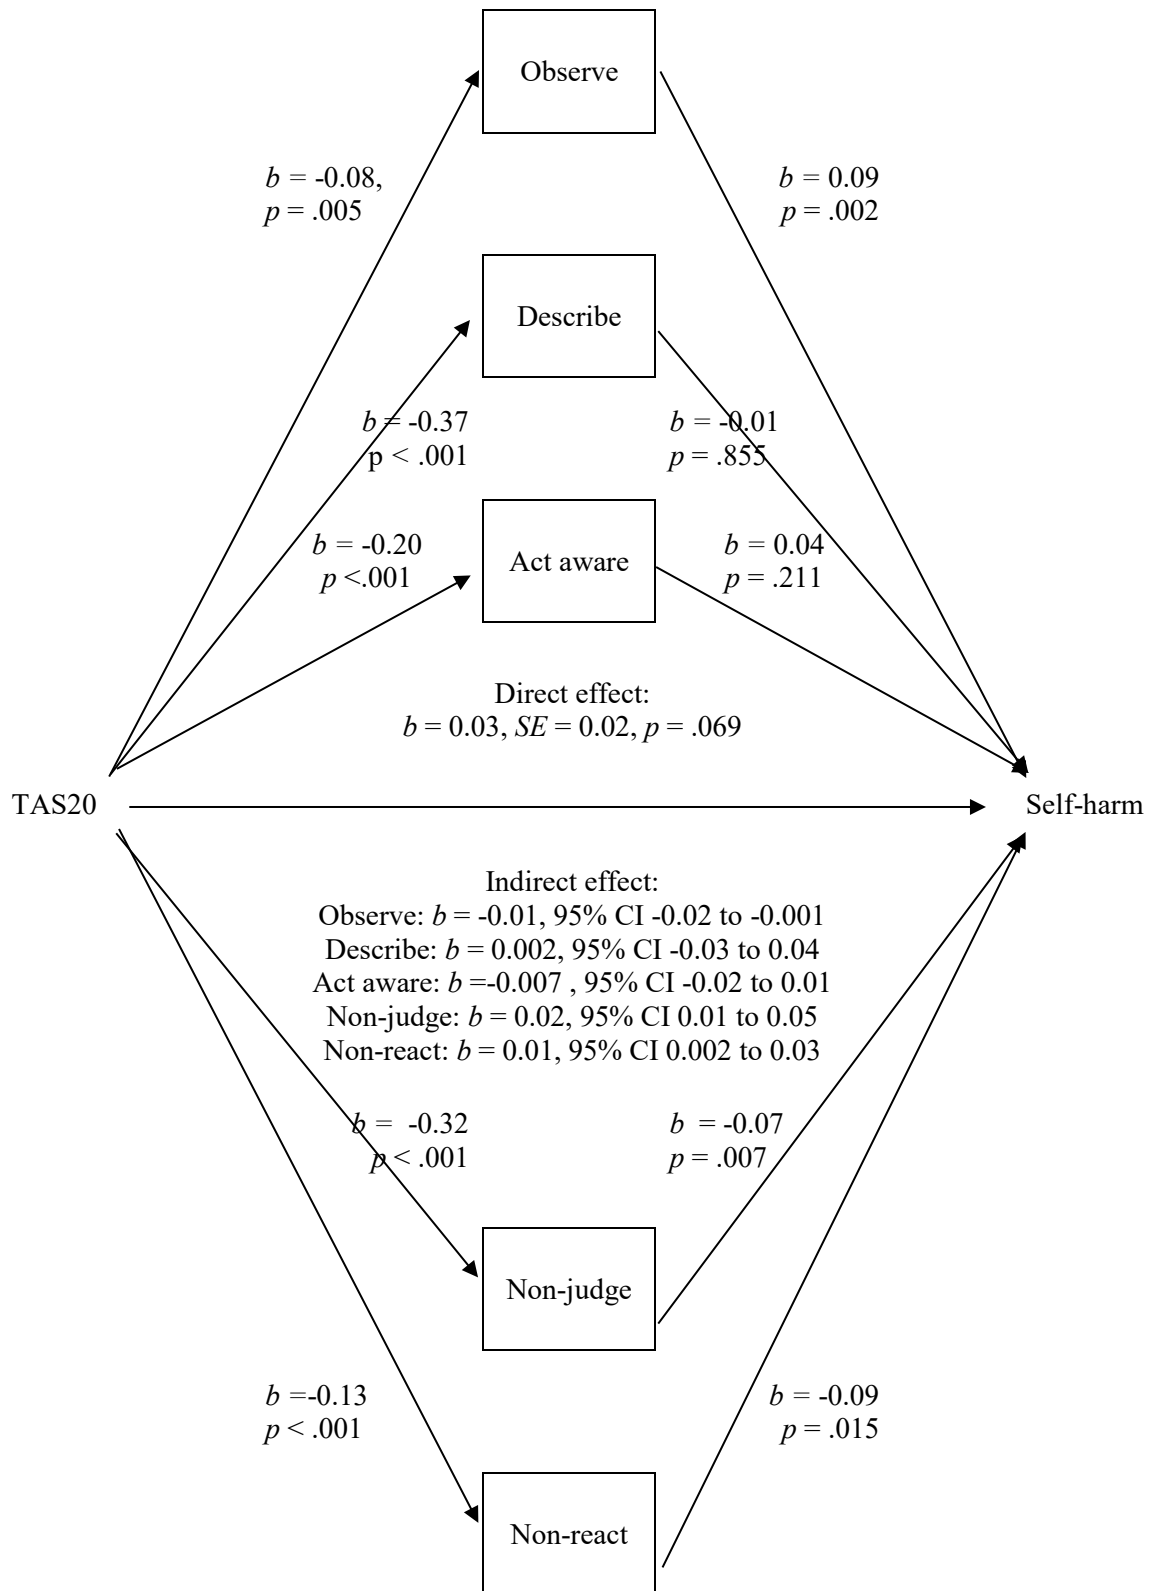 Observe
b = -0.08,
p = .005
b = 0.09
p = .002
Describe
b = -0.37
p < .001
b = -0.01
p = .855
Act aware
b = -0.20
p <.001
b = 0.04
p = .211
Direct effect:
b = 0.03, SE = 0.02, p = .069
TAS20
Self-harm
Indirect effect:
Observe: b = -0.01, 95% CI -0.02 to -0.001
Describe: b = 0.002, 95% CI -0.03 to 0.04
Act aware: b =-0.007 , 95% CI -0.02 to 0.01
Non-judge: b = 0.02, 95% CI 0.01 to 0.05
Non-react: b = 0.01, 95% CI 0.002 to 0.03
b = -0.32
p < .001
b = -0.07
p = .007
Non-judge
b =-0.13
p < .001
b = -0.09
p = .015
Non-react